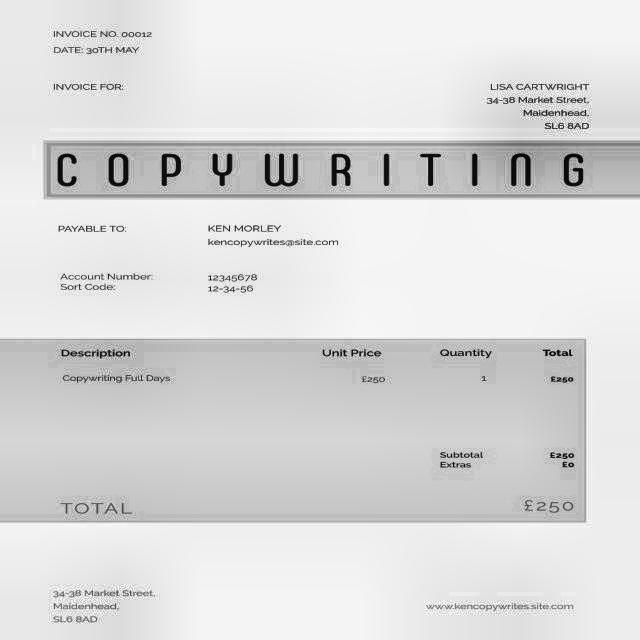 INVOICE NO. 00012
DATE: 30TH MAY
INVOICE FOR:
LISA CARTWRIGHT
34-38 Market Street,
Maidenhead,
SL6 8AD
COPYWRITING
PAYABLE TO: KEN MORLEY
kencopywrites@site.com
Account Number: 12345678
Sort Code: 12-34-56
Description Unit Price Quantity Total
Copywriting Full Days £250 1 £250
Subtotal £250
Extras £0
TOTAL £250
34-38 Market Street,
Maidenhead,
SL6 8AD
www.kencopywrites.site.com